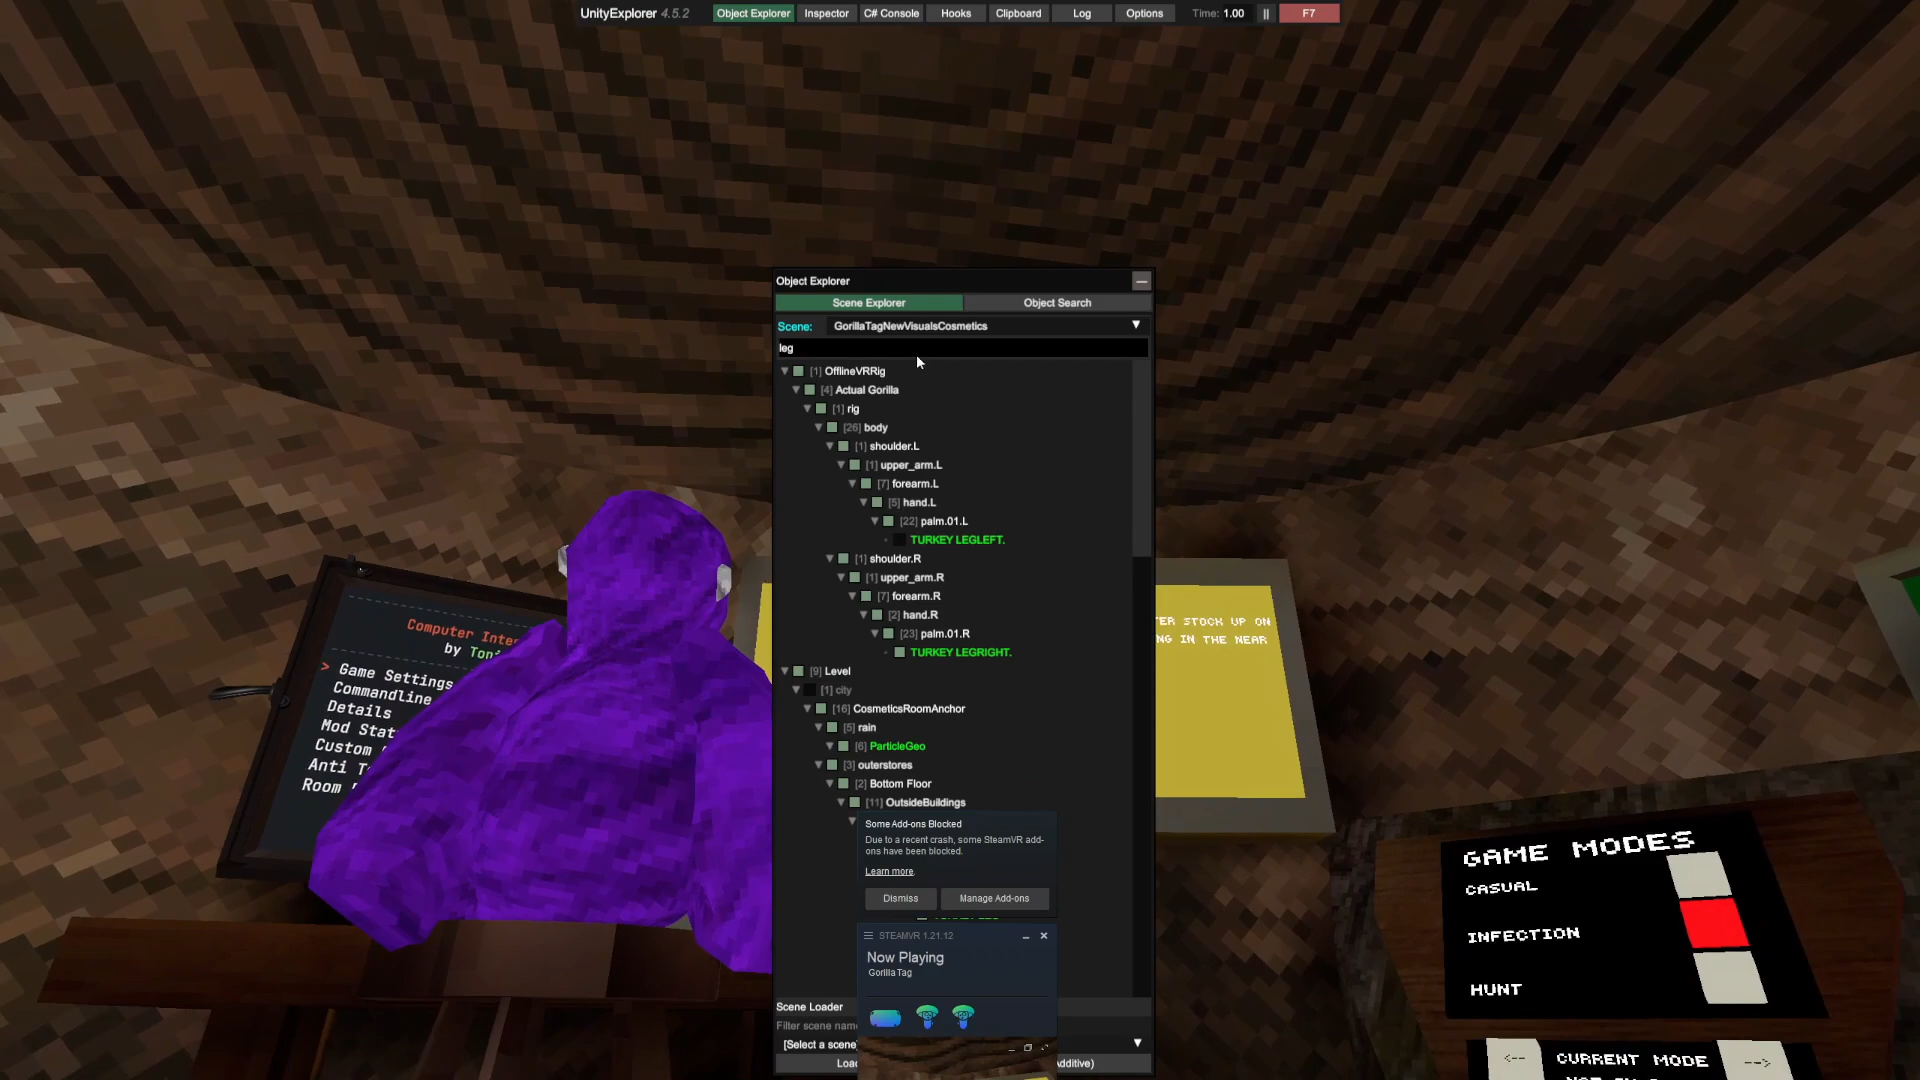 UnityExplorer 4.5.2
Object Explorer
Inspector
C# Console
Hooks
Clipboard
Log
Options
Time: 1.00
||
F7
Object Explorer
Scene Explorer
Object Search
Scene: GorillaTagNewVisualsCosmetics
leg
[1] OfflineVRRig
[4] Actual Gorilla
[1] rig
[26] body
[1] shoulder.L
[1] upper_arm.L
[7] forearm.L
[5] hand.L
[22] palm.01.L
TURKEY LEGLEFT.
[1] shoulder.R
[1] upper_arm.R
[7] forearm.R
[2] hand.R
[23] palm.01.R
TURKEY LEGRIGHT.
[9] Level
[1] city
[16] CosmeticsRoomAnchor
[5] rain
[6] ParticleGeo
[3] outerstores
[2] Bottom Floor
[11] OutsideBuildings
Some Add-ons Blocked
Due to a recent crash, some SteamVR add-
ons have been blocked.
Learn more.
Dismiss
Manage Add-ons
STEAMVR 1.21.12
Now Playing
Gorilla Tag
Scene Loader
Filter scene
[Select a scene]
Additive)
Computer
by
> Game Settings
Commandline
Details
Mod
Custom
Anti
Room
STOCK UP ON
IN THE NEAR
GAME MODES
CASUAL
INFECTION
HUNT
<--
CURRENT MODE
-->